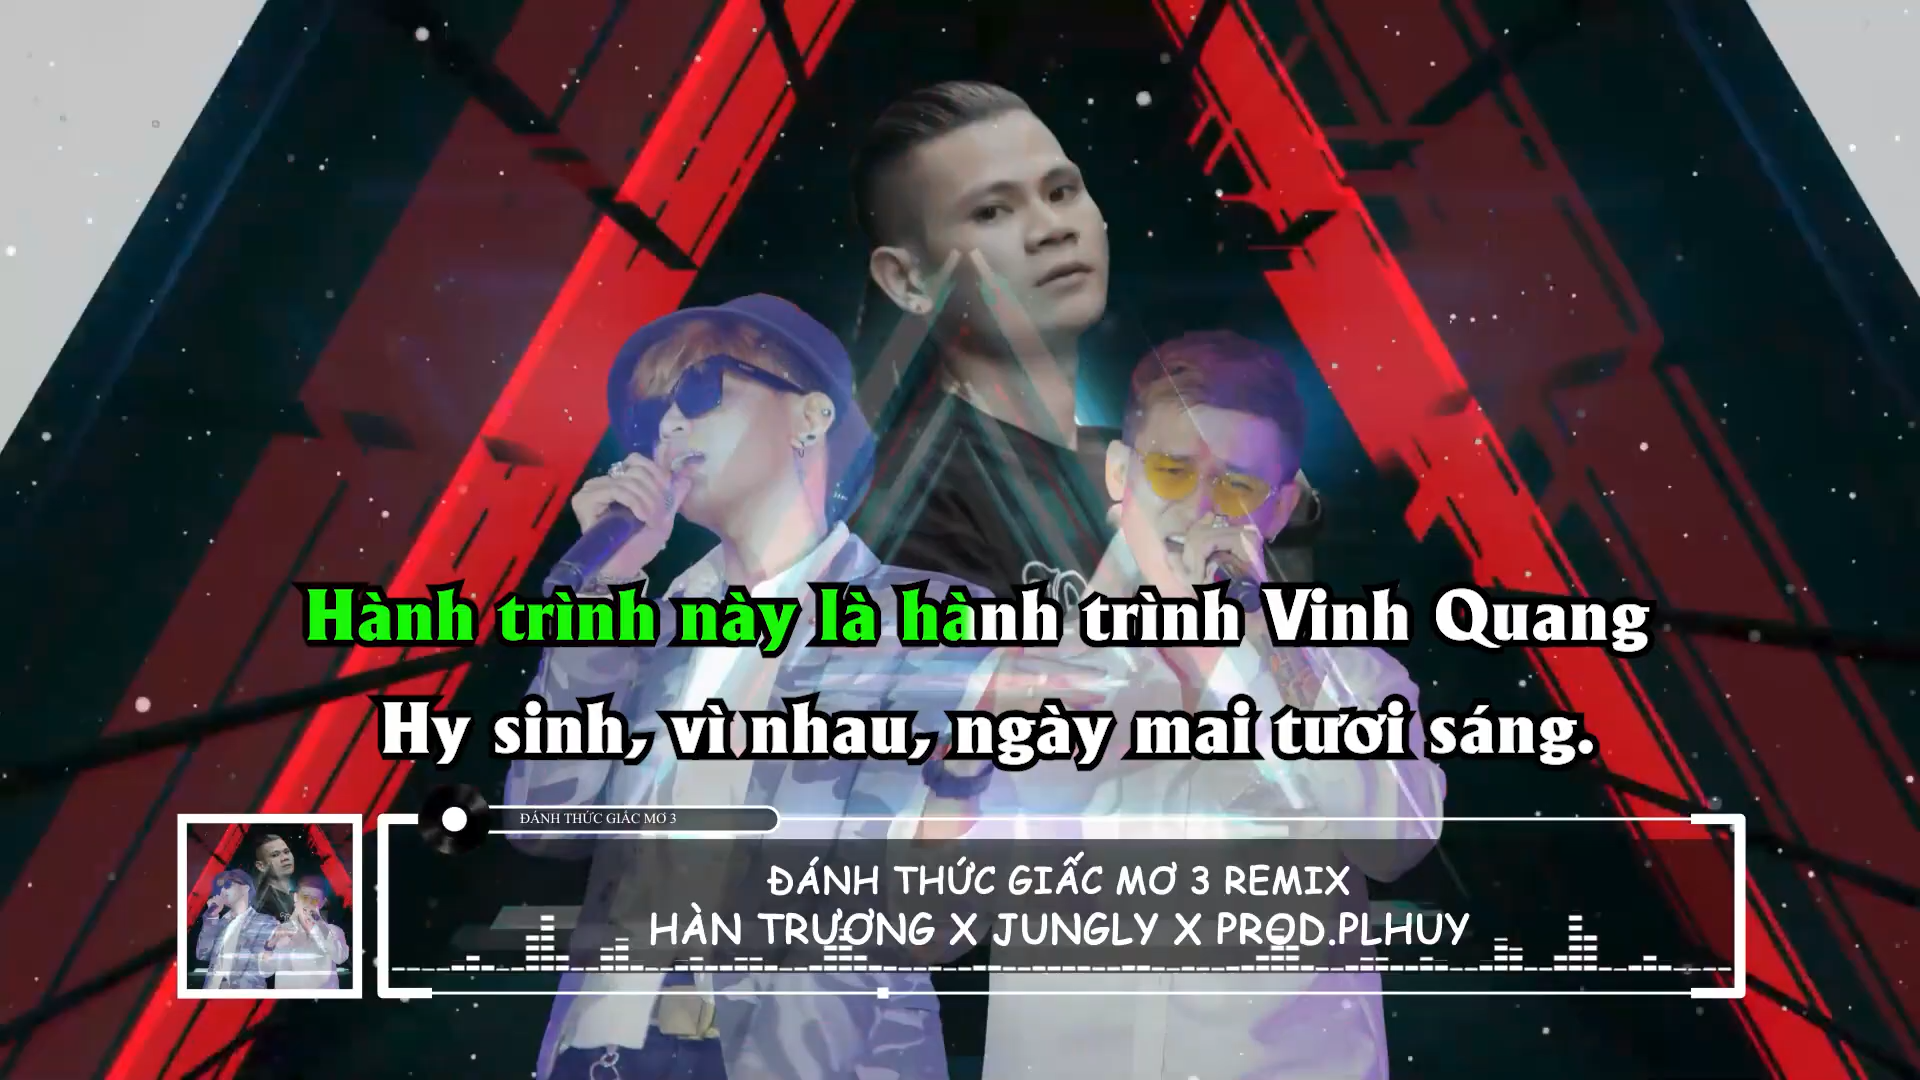 Hành trình này là hành trình Vinh Quang
Hy sinh, vì nhau, ngày mai tươi sáng.
ĐÁNH THỨC GIẤC MƠ 3
ĐÁNH THỨC GIẤC MƠ 3 REMIX
HÀN TRƯƠNG X JUNGLY X PROD.PLHUY